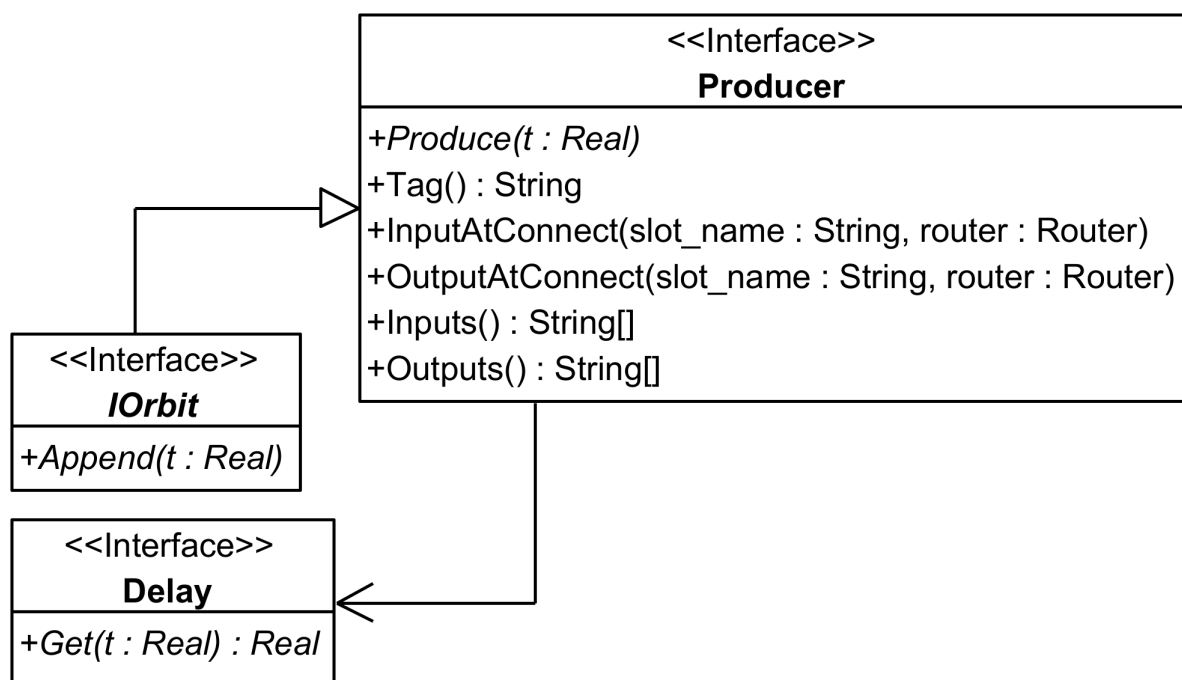 <<Interface>>
Producer
+Produce(t : Real)
+Tag() : String
+InputAtConnect(slot_name : String, router : Router)
+OutputAtConnect(slot_name : String, router : Router)
+Inputs() : String[]
+Outputs() : String[]
<<Interface>>
IOrbit
+Append(t : Real)
<<Interface>>
Delay
+Get(t : Real) : Real